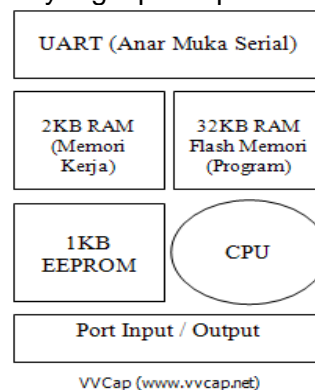 UART (Anar Muka Serial)
2KB RAM
(Memori
Kerja)
32KB RAM
Flash Memori
(Program)
1KB
EEPROM
CPU
Port Input / Output
VVCap (www.vvcap.net)